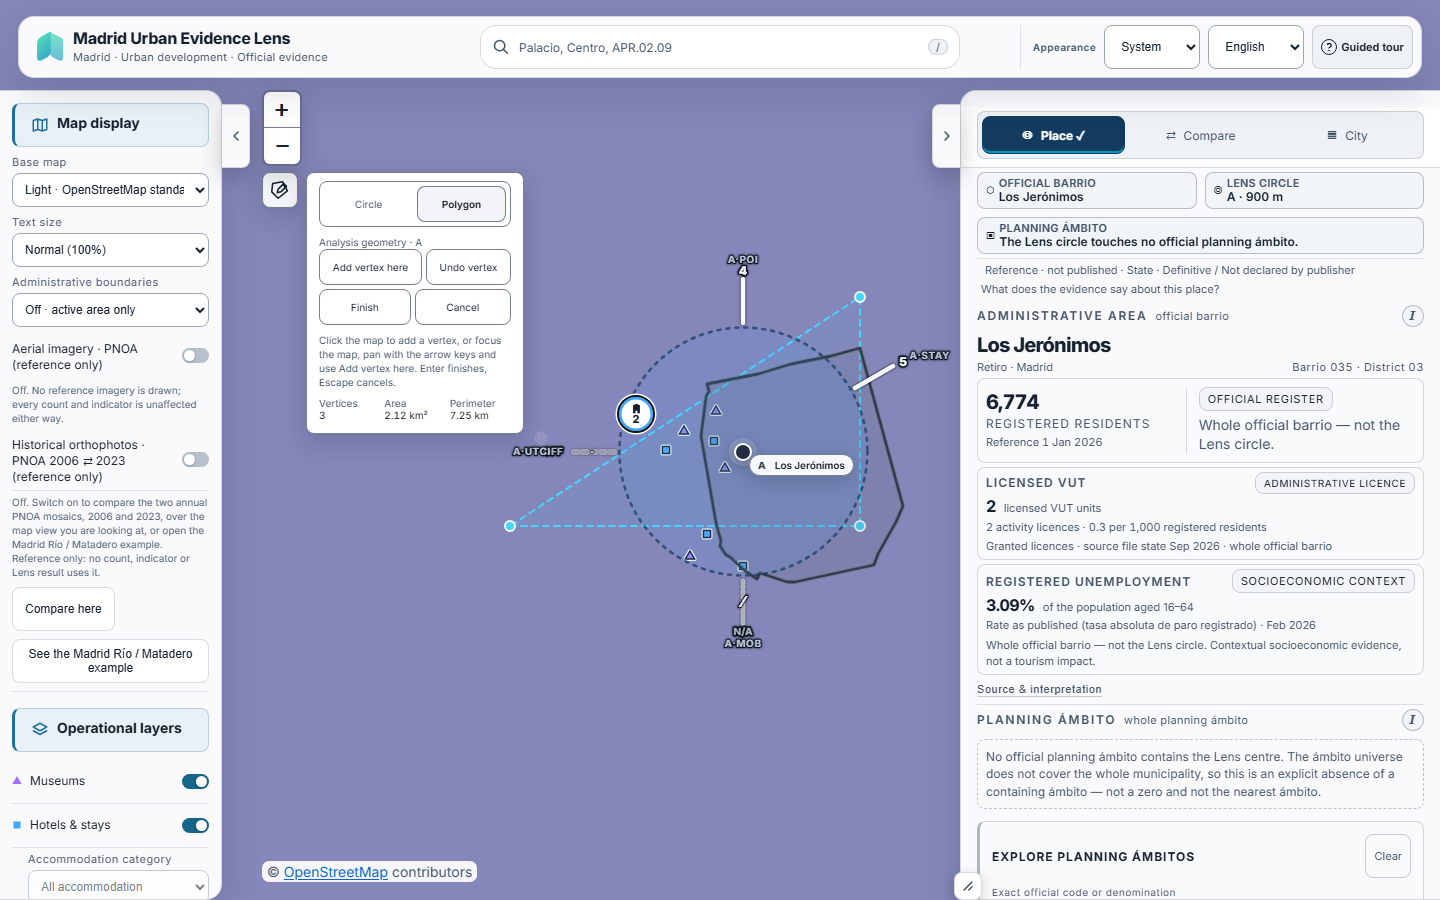 Madrid Urban Evidence Lens
Madrid · Urban development · Official evidence
Palacio, Centro, APR.02.09
/
Appearance
System
English
? Guided tour
Map display
Base map
Light · OpenStreetMap standa
Text size
Normal (100%)
Administrative boundaries
Off · active area only
Aerial imagery · PNOA
(reference only)
Off. No reference imagery is drawn;
every count and indicator is unaffected
either way.
Historical orthophotos ·
PNOA 2006 ⇄ 2023
(reference only)
Off. Switch on to compare the two annual
PNOA mosaics, 2006 and 2023, over the
map view you are looking at, or open the
Madrid Río / Matadero example.
Reference only: no count, indicator or
Lens result uses it.
Compare here
See the Madrid Río / Matadero
example
Operational layers
Museums
Hotels & stays
Accommodation category
All accommodation
+
−
Circle
Polygon
Analysis geometry · A
Add vertex here
Undo vertex
Finish
Cancel
Click the map to add a vertex, or focus
the map, pan with the arrow keys and
use Add vertex here. Enter finishes,
Escape cancels.
Vertices
Area
Perimeter
3
2.12 km²
7.25 km
A·POI
4
5 A·STAY
2
A·UTCIFF
A Los Jerónimos
N/A
A·MOB
© OpenStreetMap contributors
Place ✓
Compare
City
OFFICIAL BARRIO
Los Jerónimos
LENS CIRCLE
A · 900 m
PLANNING ÁMBITO
The Lens circle touches no official planning ámbito.
Reference · not published · State · Definitive / Not declared by publisher
What does the evidence say about this place?
ADMINISTRATIVE AREA official barrio
i
Los Jerónimos
Retiro · Madrid
Barrio 035 · District 03
6,774
REGISTERED RESIDENTS
Reference 1 Jan 2026
OFFICIAL REGISTER
Whole official barrio — not the
Lens circle.
LICENSED VUT
ADMINISTRATIVE LICENCE
2 licensed VUT units
2 activity licences · 0.3 per 1,000 registered residents
Granted licences · source file state Sep 2026 · whole official barrio
REGISTERED UNEMPLOYMENT
SOCIOECONOMIC CONTEXT
3.09% of the population aged 16–64
Rate as published (tasa absoluta de paro registrado) · Feb 2026
Whole official barrio — not the Lens circle. Contextual socioeconomic evidence,
not a tourism impact.
Source & interpretation
PLANNING ÁMBITO whole planning ámbito
i
No official planning ámbito contains the Lens centre. The ámbito universe
does not cover the whole municipality, so this is an explicit absence of a
containing ámbito — not a zero and not the nearest ámbito.
EXPLORE PLANNING ÁMBITOS
Clear
Exact official code or denomination